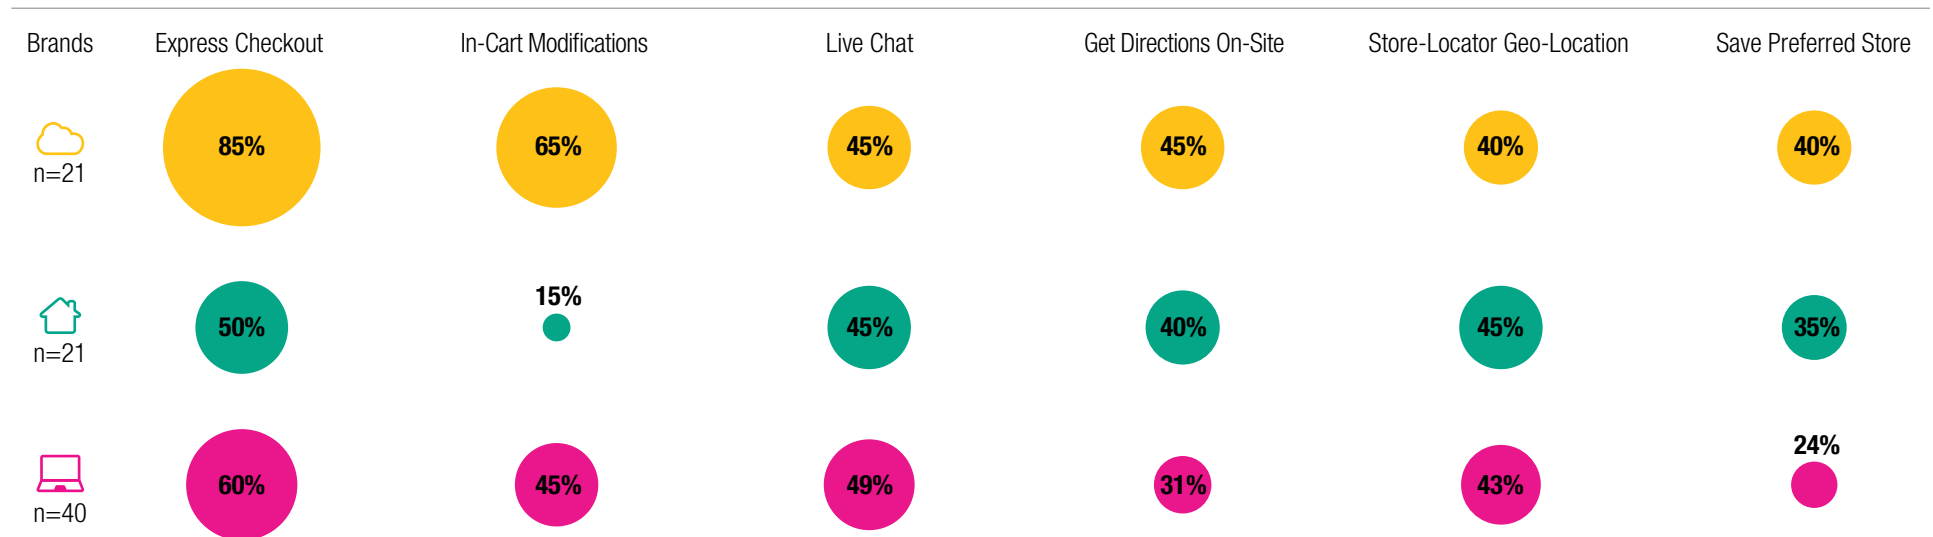 Brands Express Checkout In-Cart Modifications Live Chat Get Directions On-Site Store-Locator Geo-Location Save Preferred Store
85% 65% 45% 45% 40% 40%
n=21
15%
50% 45% 40% 45% 35%
n=21
24%
60% 45% 49% 31% 43%
n=40